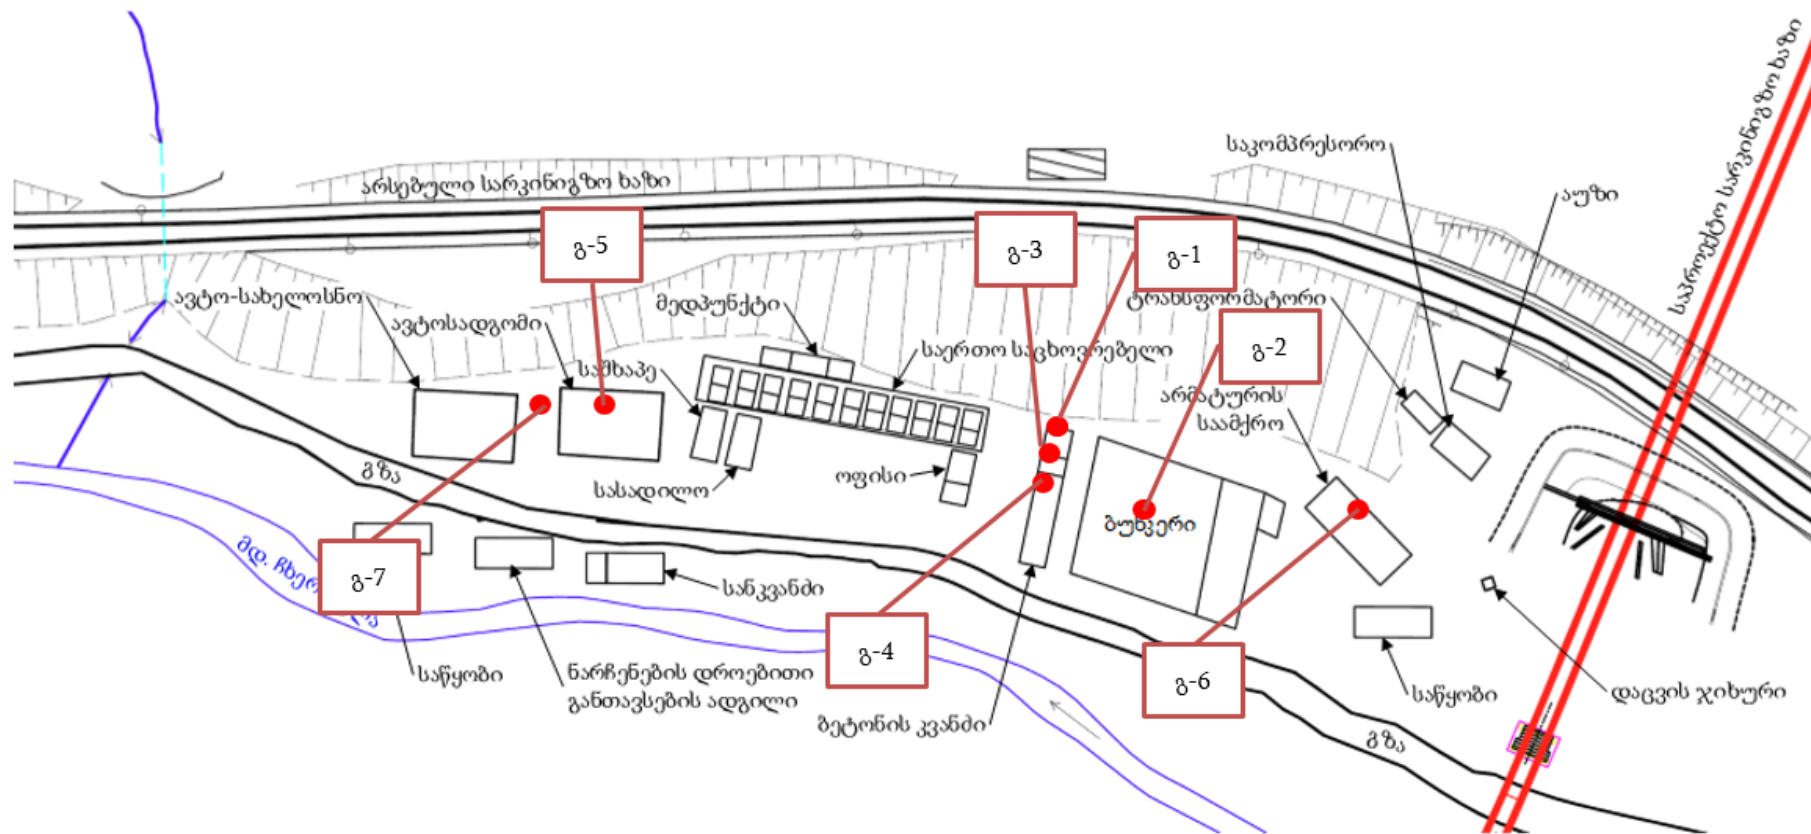 საპროექტო სარკინიგზო ხაზი
საკომპრესორო
არსებული სარკინიგზო ხაზი
აუზი
გ-5
გ-3
გ-1
ავტო-სახელოსნო
მედპუნქტი
ტრანსფორმატორი
ავტოსადგომი
საერთო საცხოვრებელი
გ-2
სამხაპე
არმატურის
საამქრო
გზა
სასადილო
ოფისი
ბუნკერი
მდ.
გ-7
სანკვანძი
გ-4
გ-6
საწყობი
ნარჩენების დროებითი
განთავსების ადგილი
საწყობი
დაცვის ჯიხური
ბეტონის კვანძი
გზა